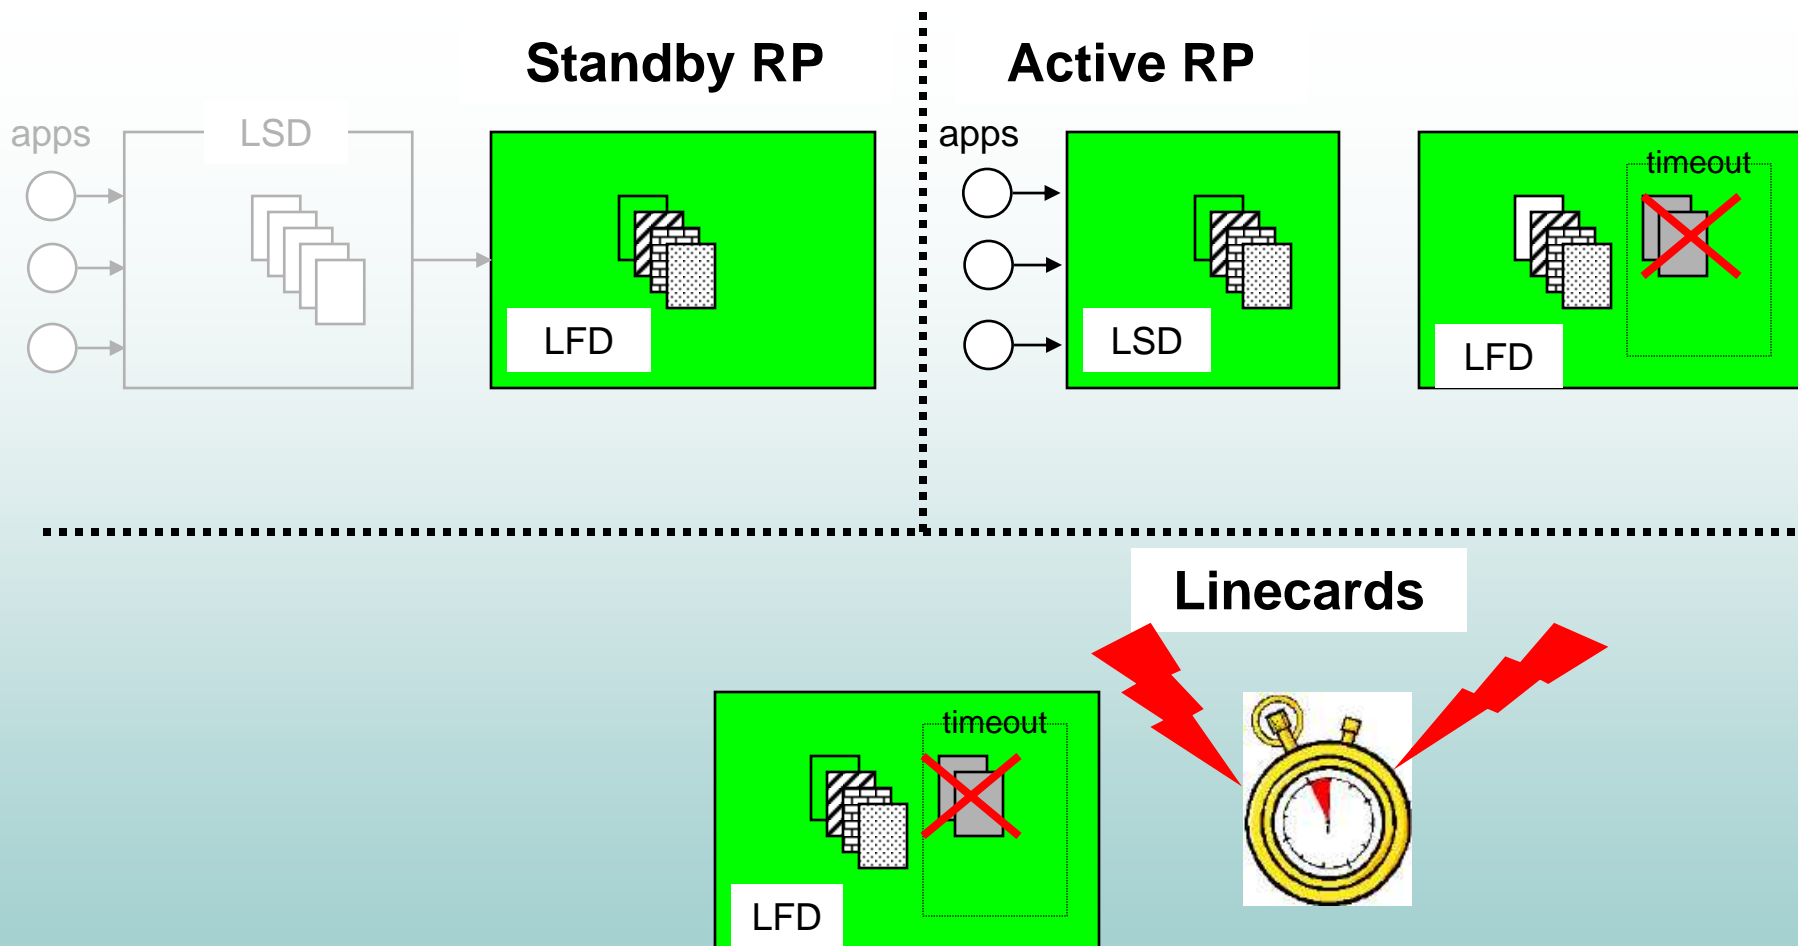 Standby RP
Active RP
apps
LSD
LFD
apps
LSD
timeout
LFD
Linecards
timeout
LFD